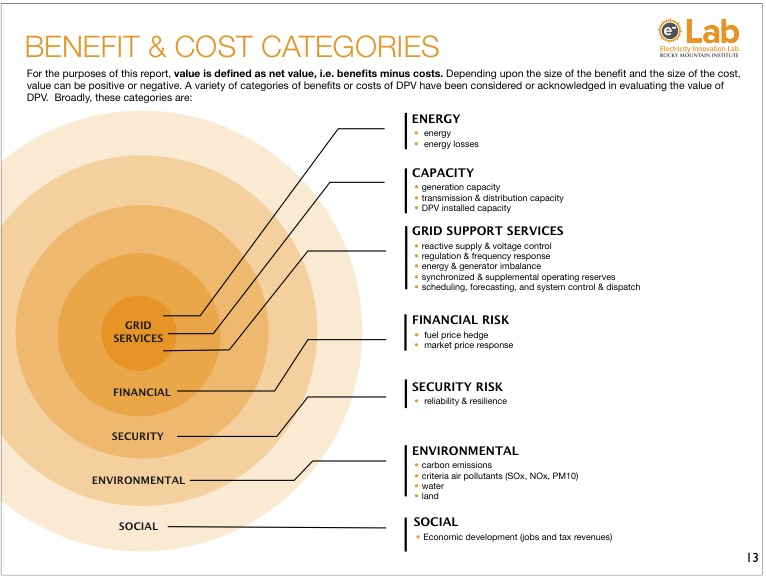 BENEFIT & COST CATEGORIES
e⁻ Lab
Electricity Innovation Lab
ROCKY MOUNTAIN INSTITUTE
For the purposes of this report, value is defined as net value, i.e. benefits minus costs. Depending upon the size of the benefit and the size of the cost,
value can be positive or negative. A variety of categories of benefits or costs of DPV have been considered or acknowledged in evaluating the value of
DPV. Broadly, these categories are:
GRID
SERVICES
FINANCIAL
SECURITY
ENVIRONMENTAL
SOCIAL
ENERGY
• energy
• energy losses
CAPACITY
• generation capacity
• transmission & distribution capacity
• DPV installed capacity
GRID SUPPORT SERVICES
• reactive supply & voltage control
• regulation & frequency response
• energy & generator imbalance
• synchronized & supplemental operating reserves
• scheduling, forecasting, and system control & dispatch
FINANCIAL RISK
• fuel price hedge
• market price response
SECURITY RISK
• reliability & resilience
ENVIRONMENTAL
• carbon emissions
• criteria air pollutants (SOx, NOx, PM10)
• water
• land
SOCIAL
• Economic development (jobs and tax revenues)
13